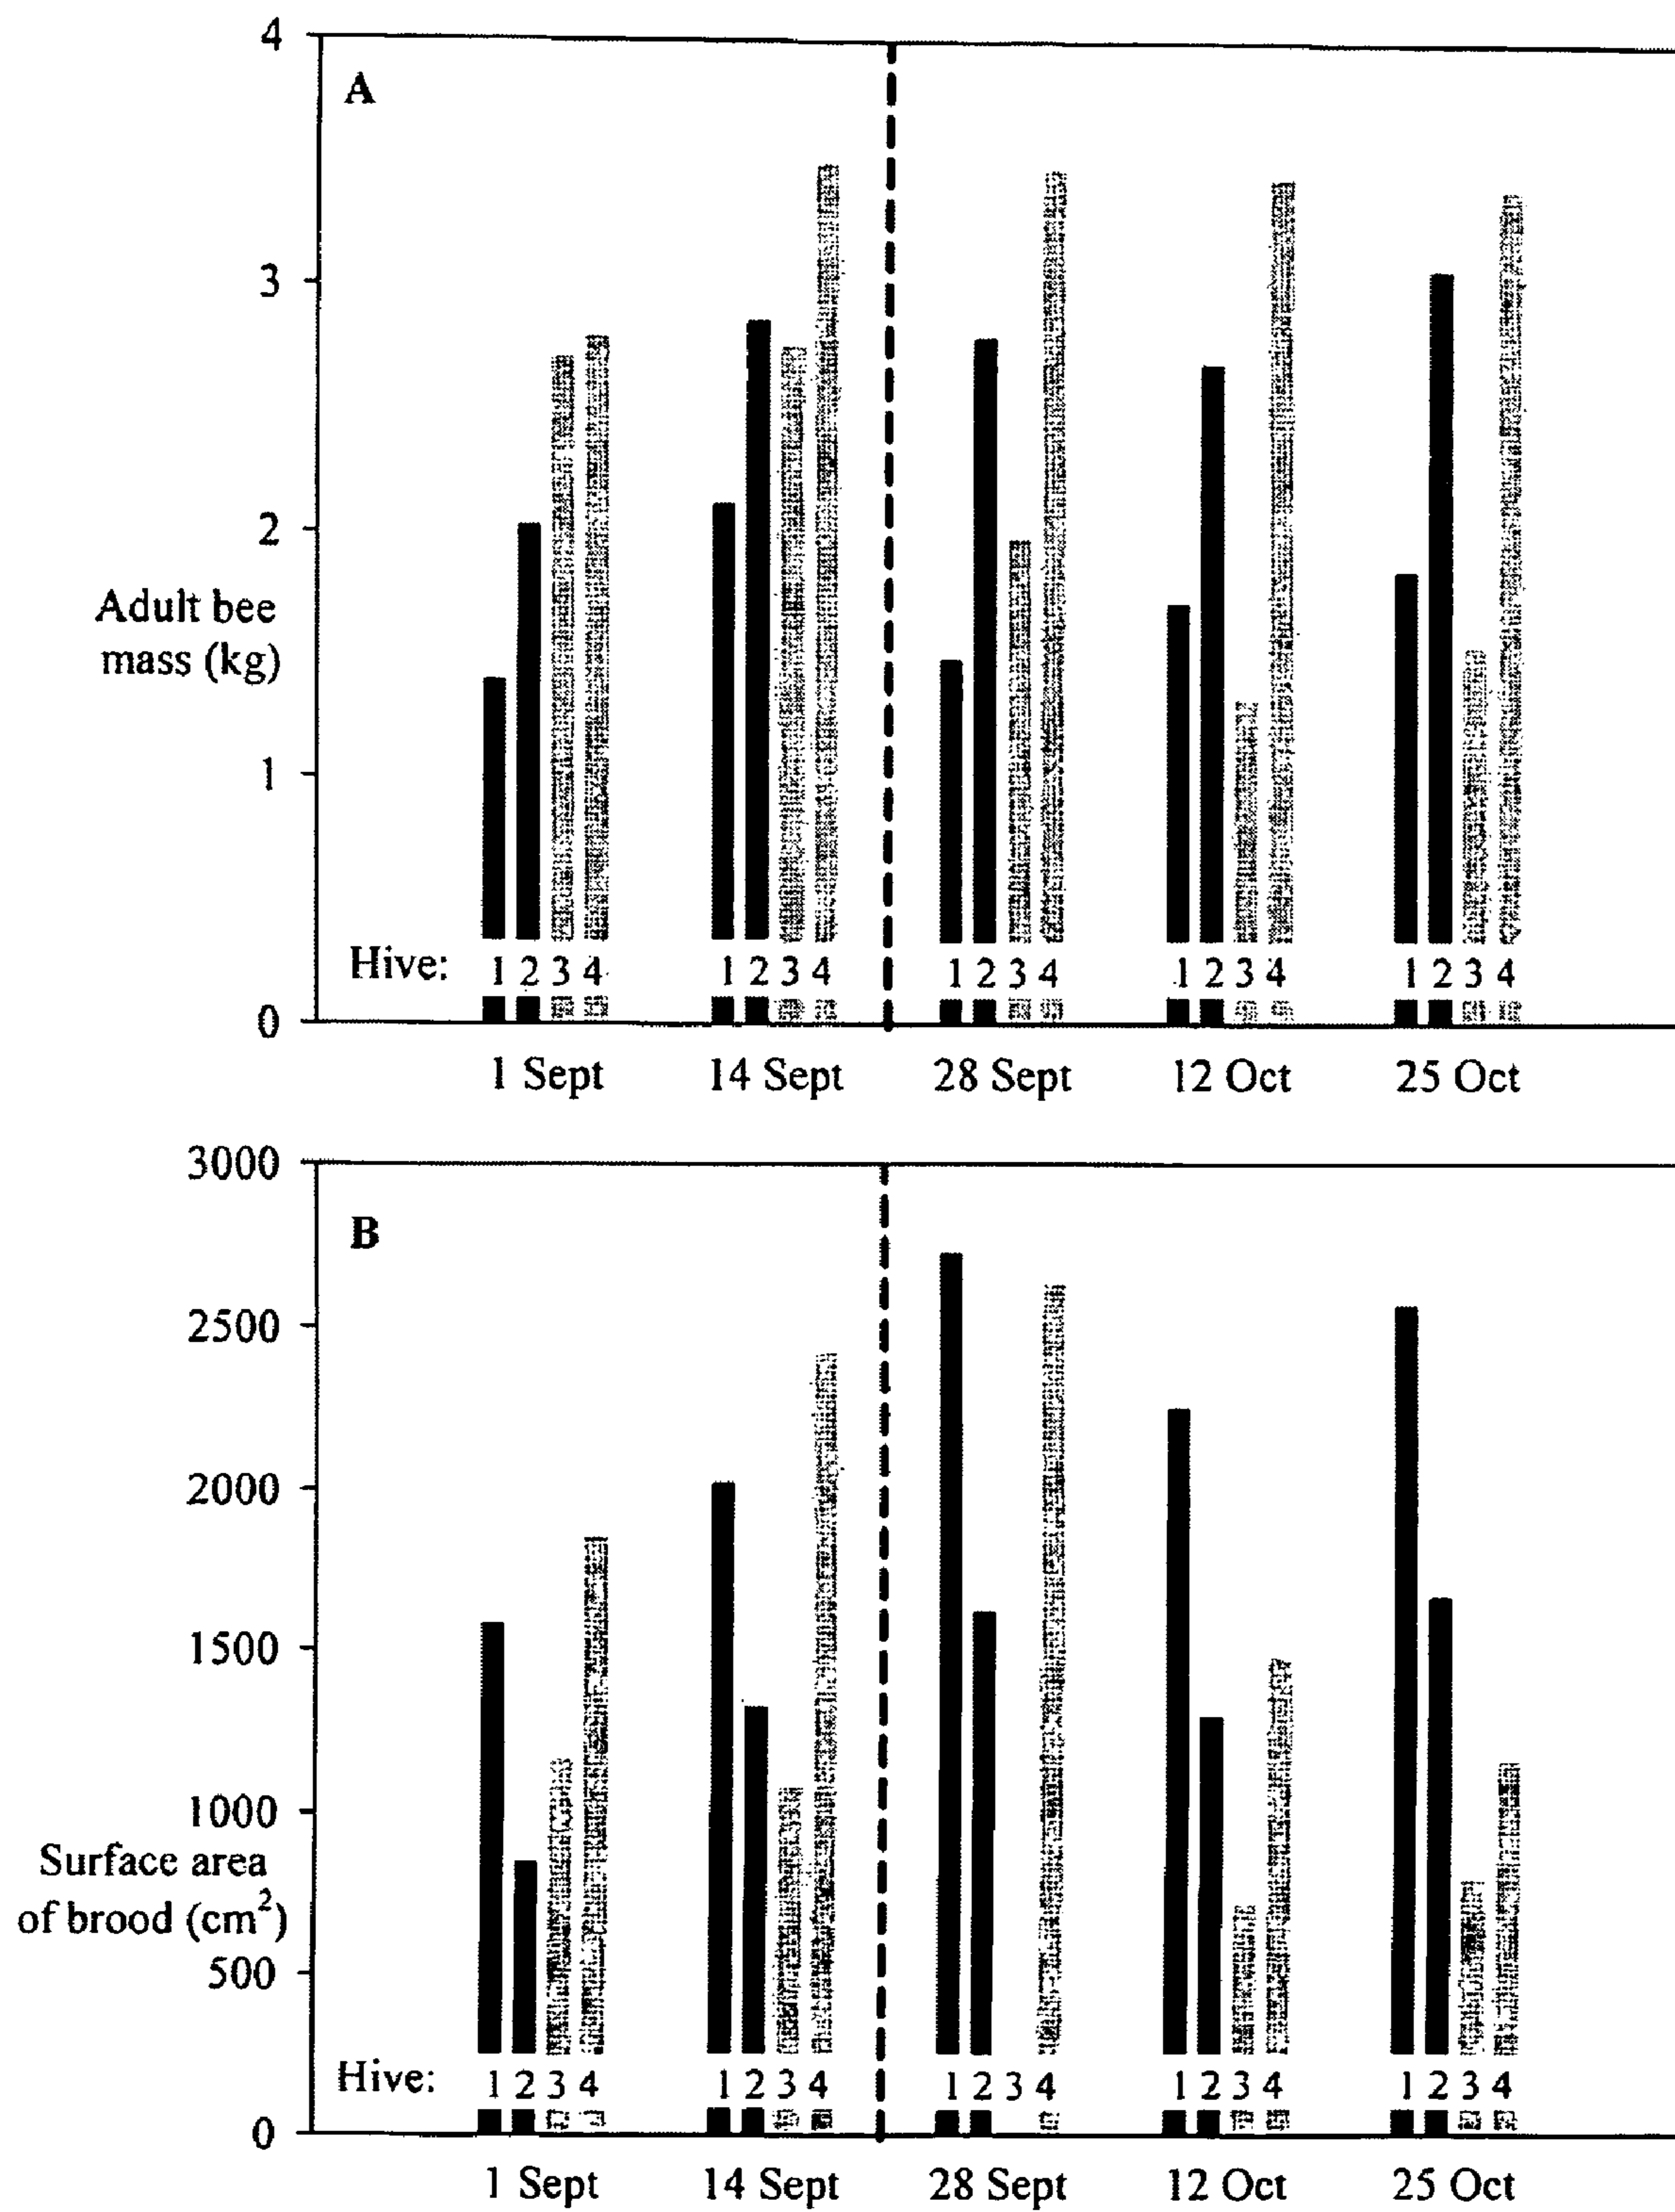 4
A
3
2
Adult bee
mass (kg)
1
Hive: 1 2 3 4 1 2 3 4 1 2 3 4 1 2 3 4 1 2 3 4
0
1 Sept 14 Sept 28 Sept 12 Oct 25 Oct
3000
B
2500
2000
1500
1000
Surface area
of brood (cm²)
500
Hive: 1 2 3 4 1 2 3 4 1 2 3 4 1 2 3 4 1 2 3 4
0
1 Sept 14 Sept 28 Sept 12 Oct 25 Oct